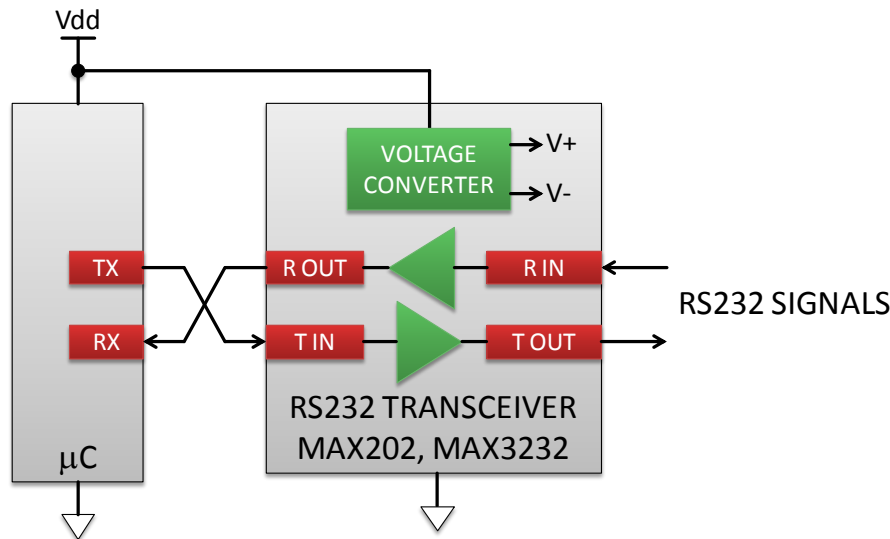 Vdd
VOLTAGE
CONVERTER
V+
V-
TX
R OUT
R IN
RS232 SIGNALS
RX
T IN
T OUT
RS232 TRANSCEIVER
MAX202, MAX3232
μC